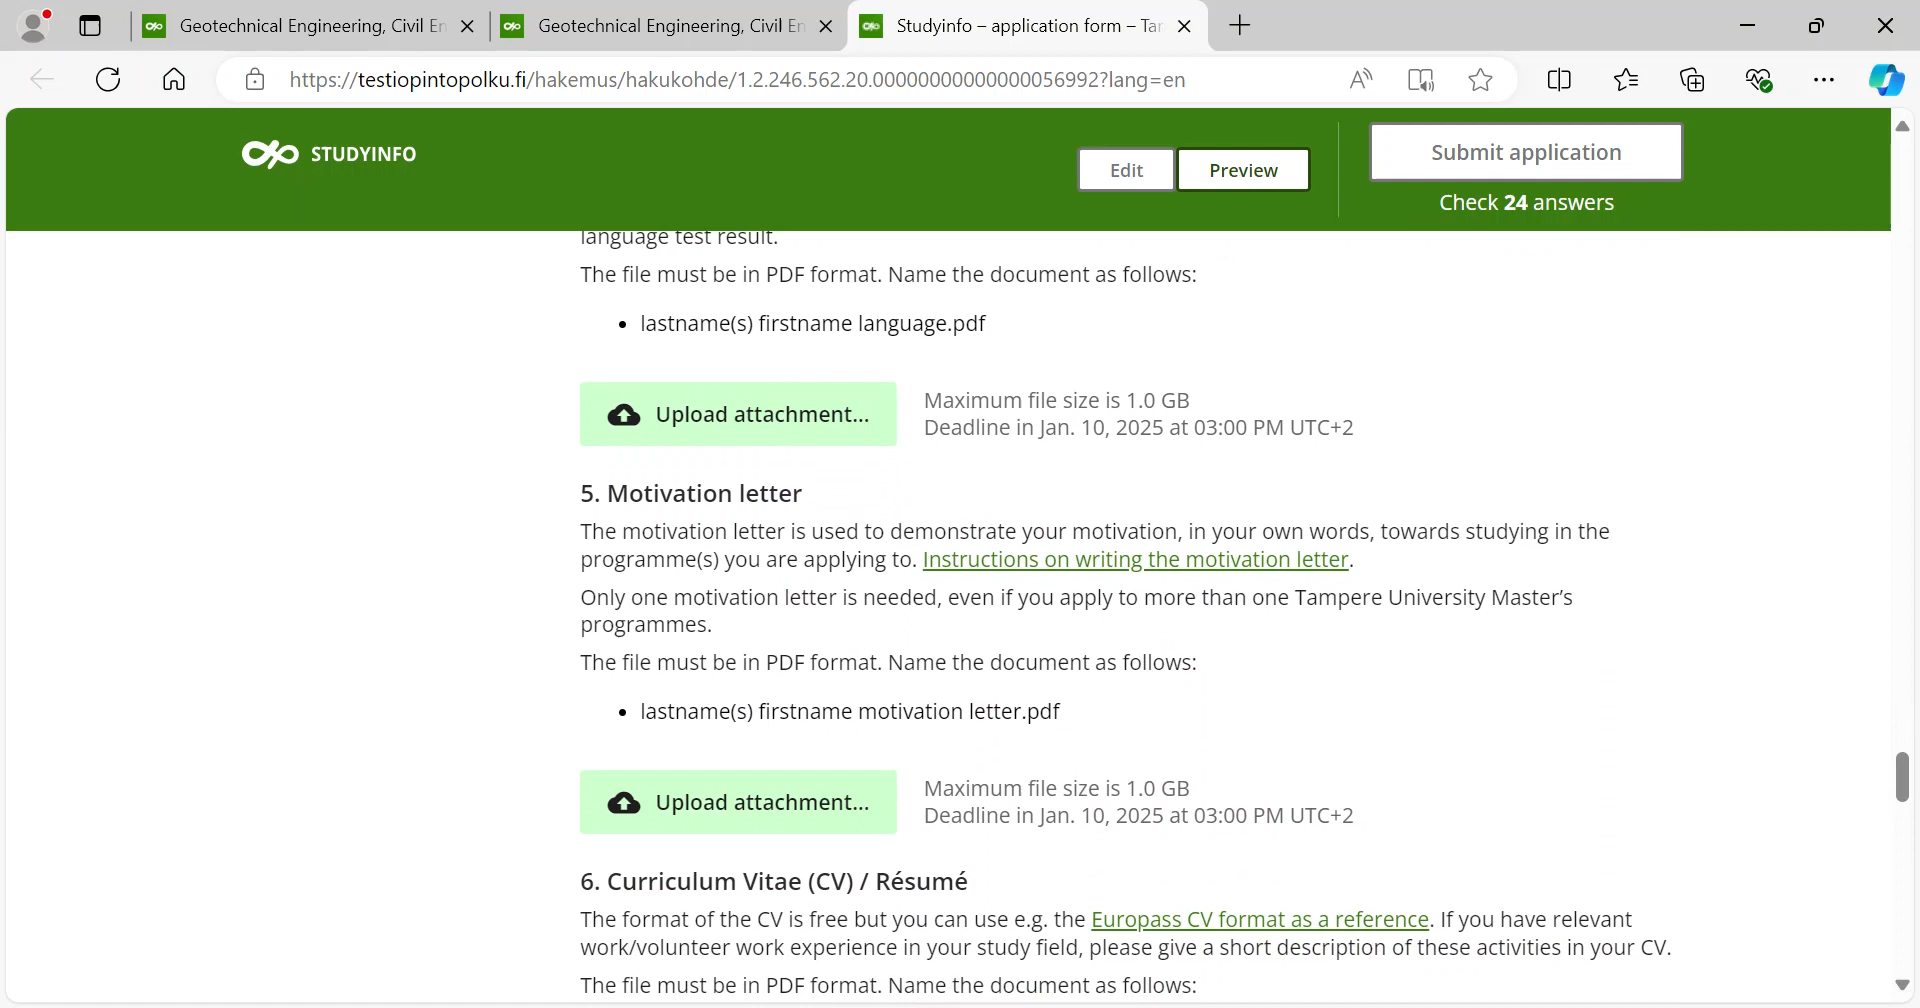 Geotechnical Engineering, Civil En
Geotechnical Engineering, Civil En
Studyinfo – application form – Tar
https://testiopintopolku.fi/hakemus/hakukohde/1.2.246.562.20.00000000000000056992?lang=en
STUDYINFO
Edit
Preview
Submit application
Check 24 answers
language test result.
The file must be in PDF format. Name the document as follows:
• lastname(s) firstname language.pdf
Upload attachment...
Maximum file size is 1.0 GB
Deadline in Jan. 10, 2025 at 03:00 PM UTC+2
5. Motivation letter
The motivation letter is used to demonstrate your motivation, in your own words, towards studying in the
programme(s) you are applying to. Instructions on writing the motivation letter.
Only one motivation letter is needed, even if you apply to more than one Tampere University Master’s
programmes.
The file must be in PDF format. Name the document as follows:
• lastname(s) firstname motivation letter.pdf
Upload attachment...
Maximum file size is 1.0 GB
Deadline in Jan. 10, 2025 at 03:00 PM UTC+2
6. Curriculum Vitae (CV) / Résumé
The format of the CV is free but you can use e.g. the Europass CV format as a reference. If you have relevant
work/volunteer work experience in your study field, please give a short description of these activities in your CV.
The file must be in PDF format. Name the document as follows: